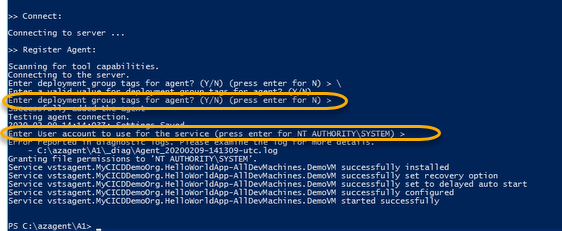 >> Connect:
Connecting to server ...
>> Register Agent:
Scanning for tool capabilities.
Connecting to the server.
Enter deployment group tags for agent? (Y/N) (press enter for N) > \
Enter a valid value for deployment group tags for agent? (Y/N)
Enter deployment group tags for agent? (Y/N) (press enter for N) >
Successfully added the agent
Testing agent connection.
2020-02-09 14:14:03Z: Settings Saved.
Enter User account to use for the service (press enter for NT AUTHORITY\SYSTEM) >
Error reported in diagnostic logs. Please examine the log for more details.
- C:\azagent\A1\_diag\Agent_20200209-141309-utc.log
Granting file permissions to 'NT AUTHORITY\SYSTEM'.
Service vstsagent.MyCICDDemoOrg.HelloWorldApp-AllDevMachines.DemoVM successfully installed
Service vstsagent.MyCICDDemoOrg.HelloWorldApp-AllDevMachines.DemoVM successfully set recovery option
Service vstsagent.MyCICDDemoOrg.HelloWorldApp-AllDevMachines.DemoVM successfully set to delayed auto start
Service vstsagent.MyCICDDemoOrg.HelloWorldApp-AllDevMachines.DemoVM successfully configured
Service vstsagent.MyCICDDemoOrg.HelloWorldApp-AllDevMachines.DemoVM started successfully
PS C:\azagent\A1>